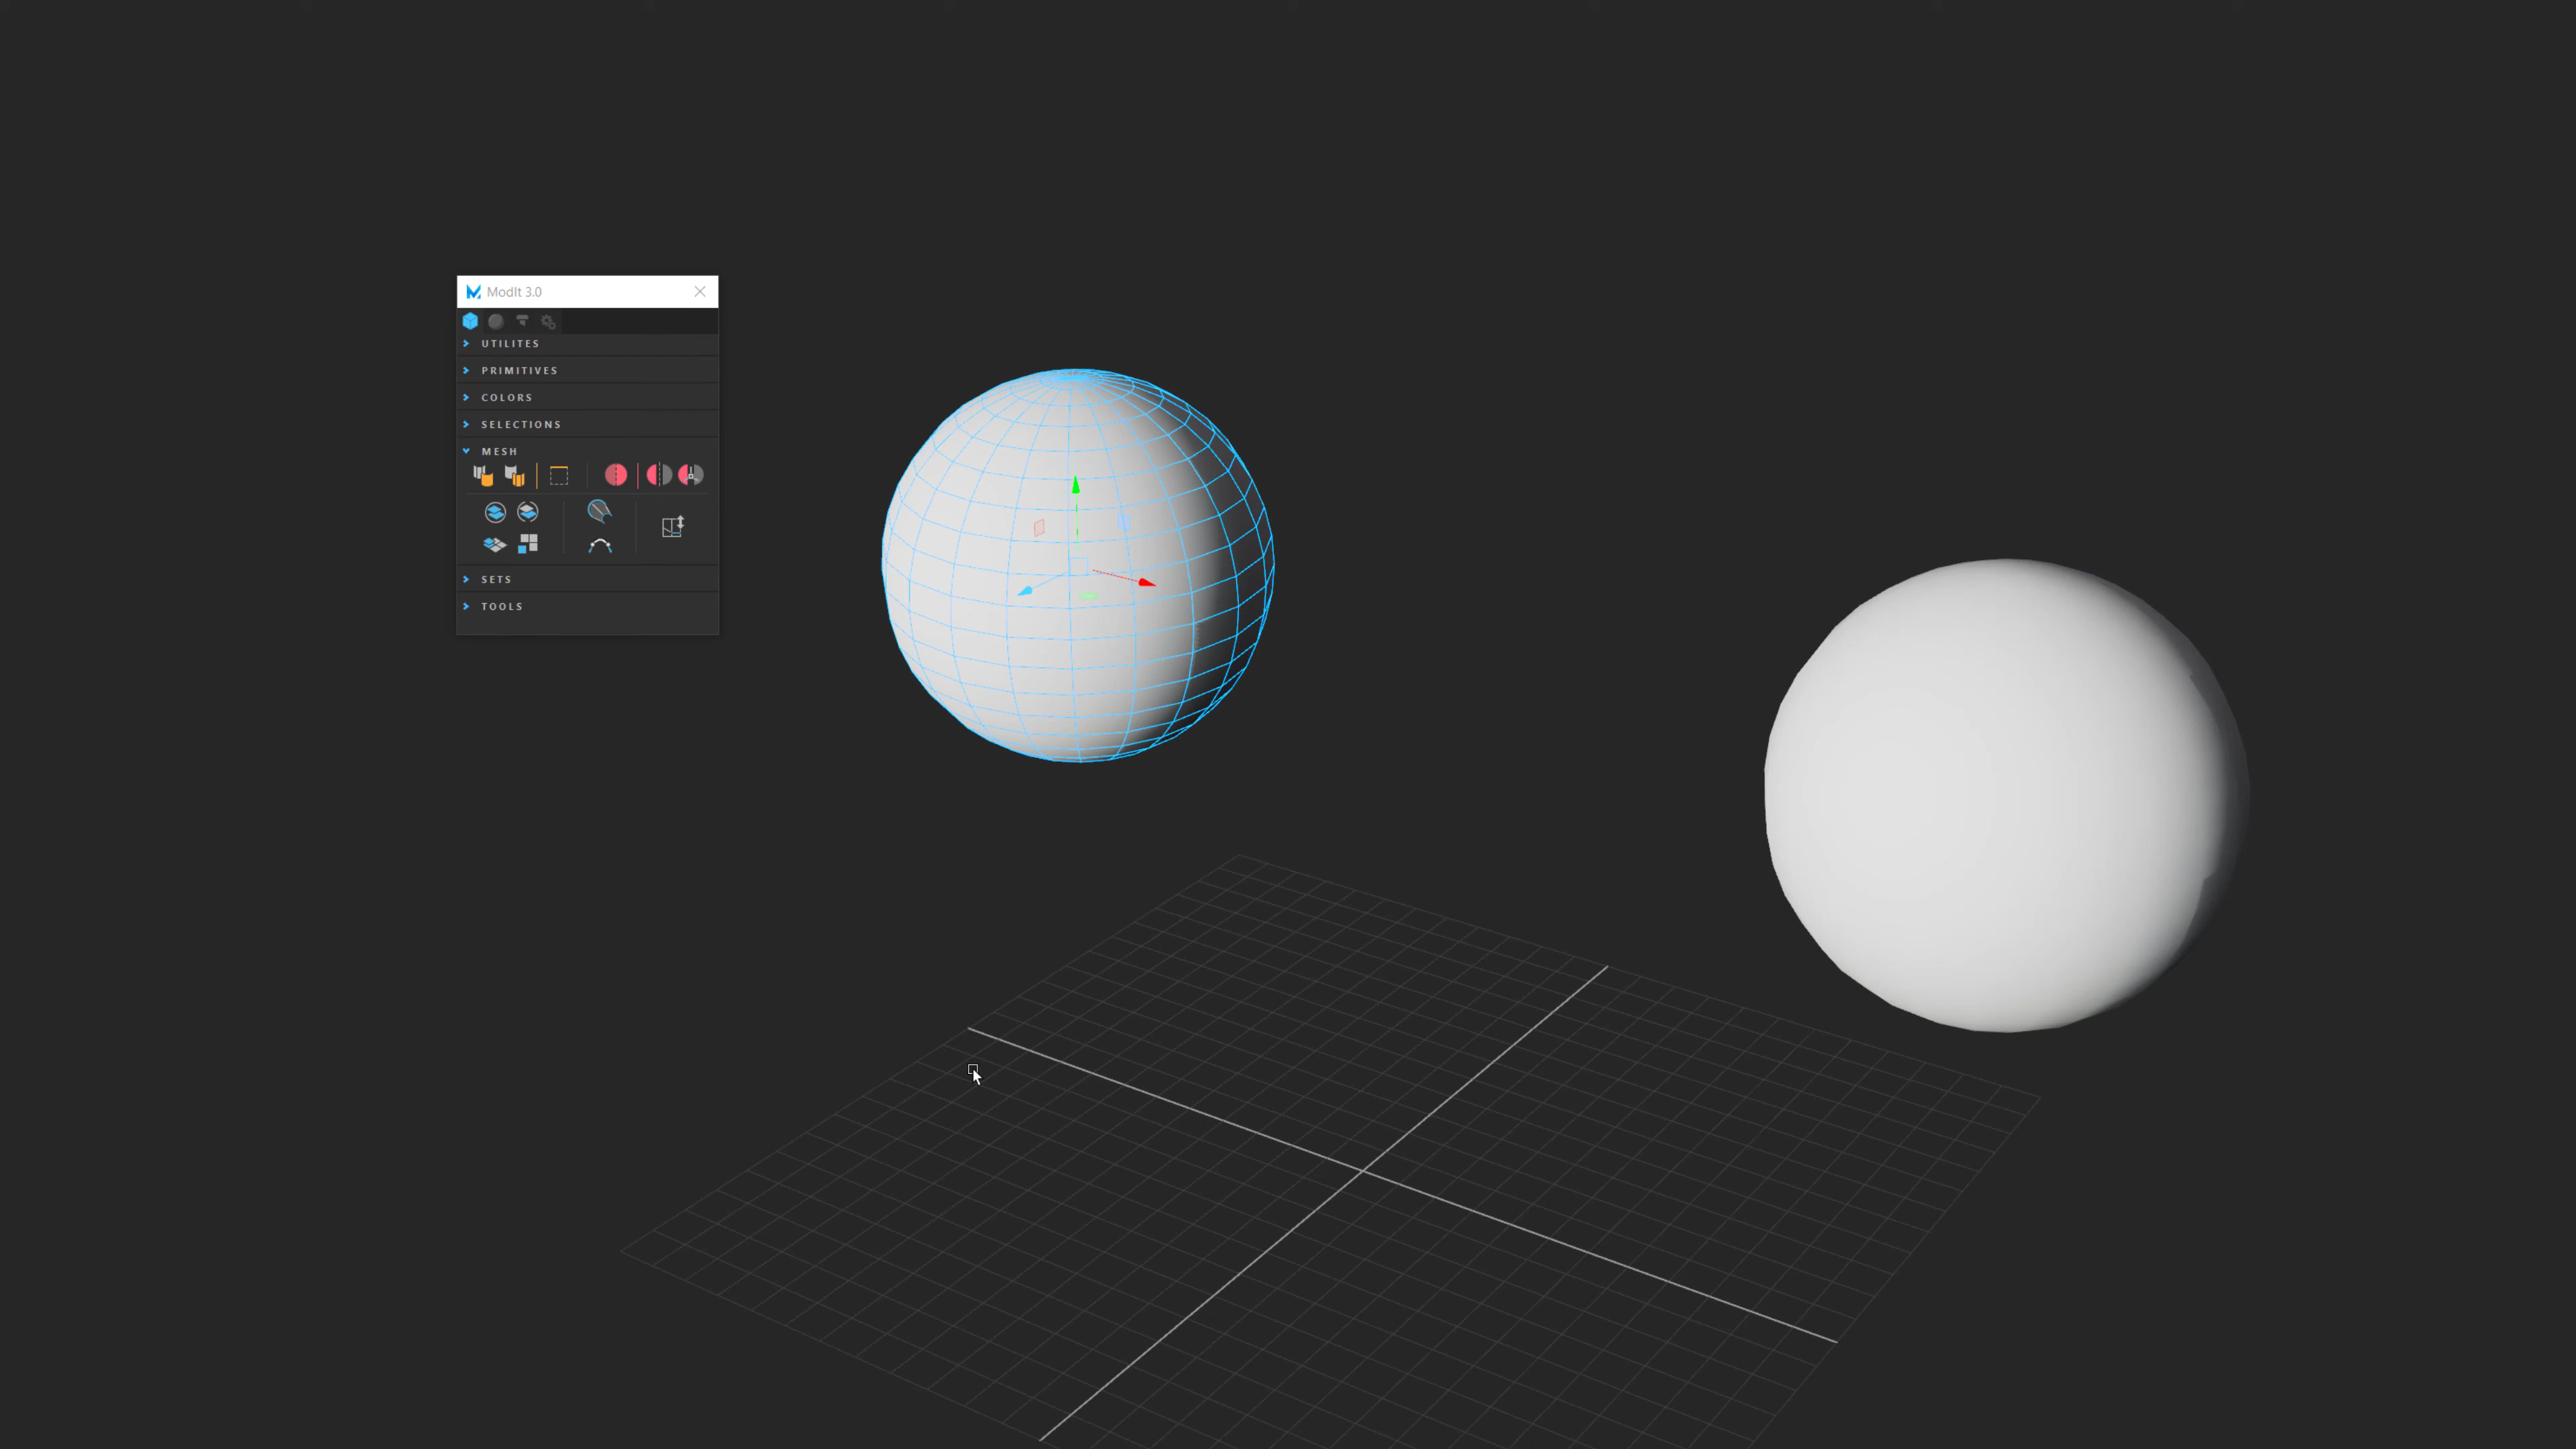 ModIt 3.0
UTILITES
PRIMITIVES
COLORS
SELECTIONS
MESH
SETS
TOOLS